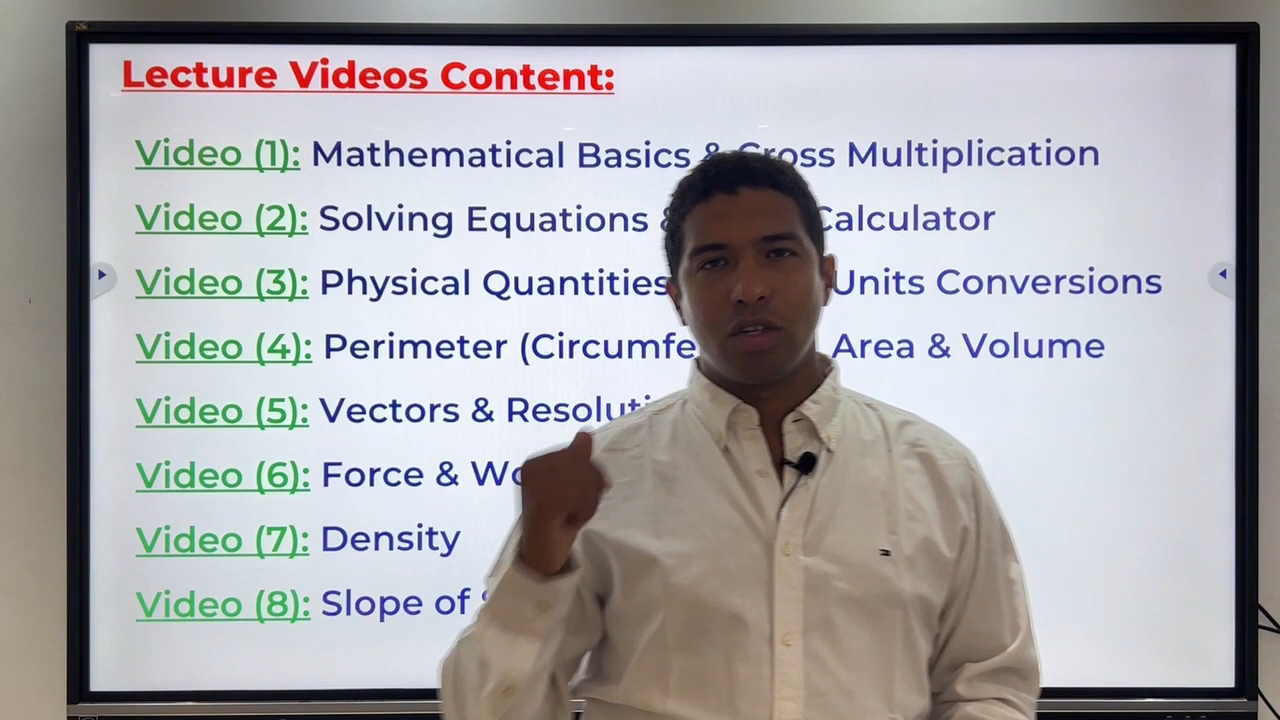 Lecture Videos Content:
Video (1): Mathematical Basics & Cross Multiplication
Video (2): Solving Equations & Calculator
Video (3): Physical Quantities Units Conversions
Video (4): Perimeter (Circumfe Area & Volume
Video (5): Vectors & Resoluti
Video (6): Force & Wo
Video (7): Density
Video (8): Slope of